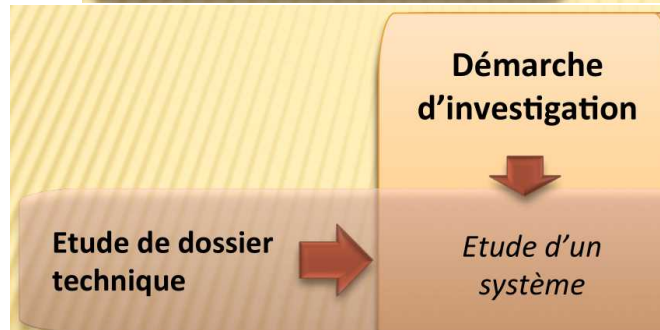 Démarche
d’investigation
Etude de dossier
technique
Etude d’un
système